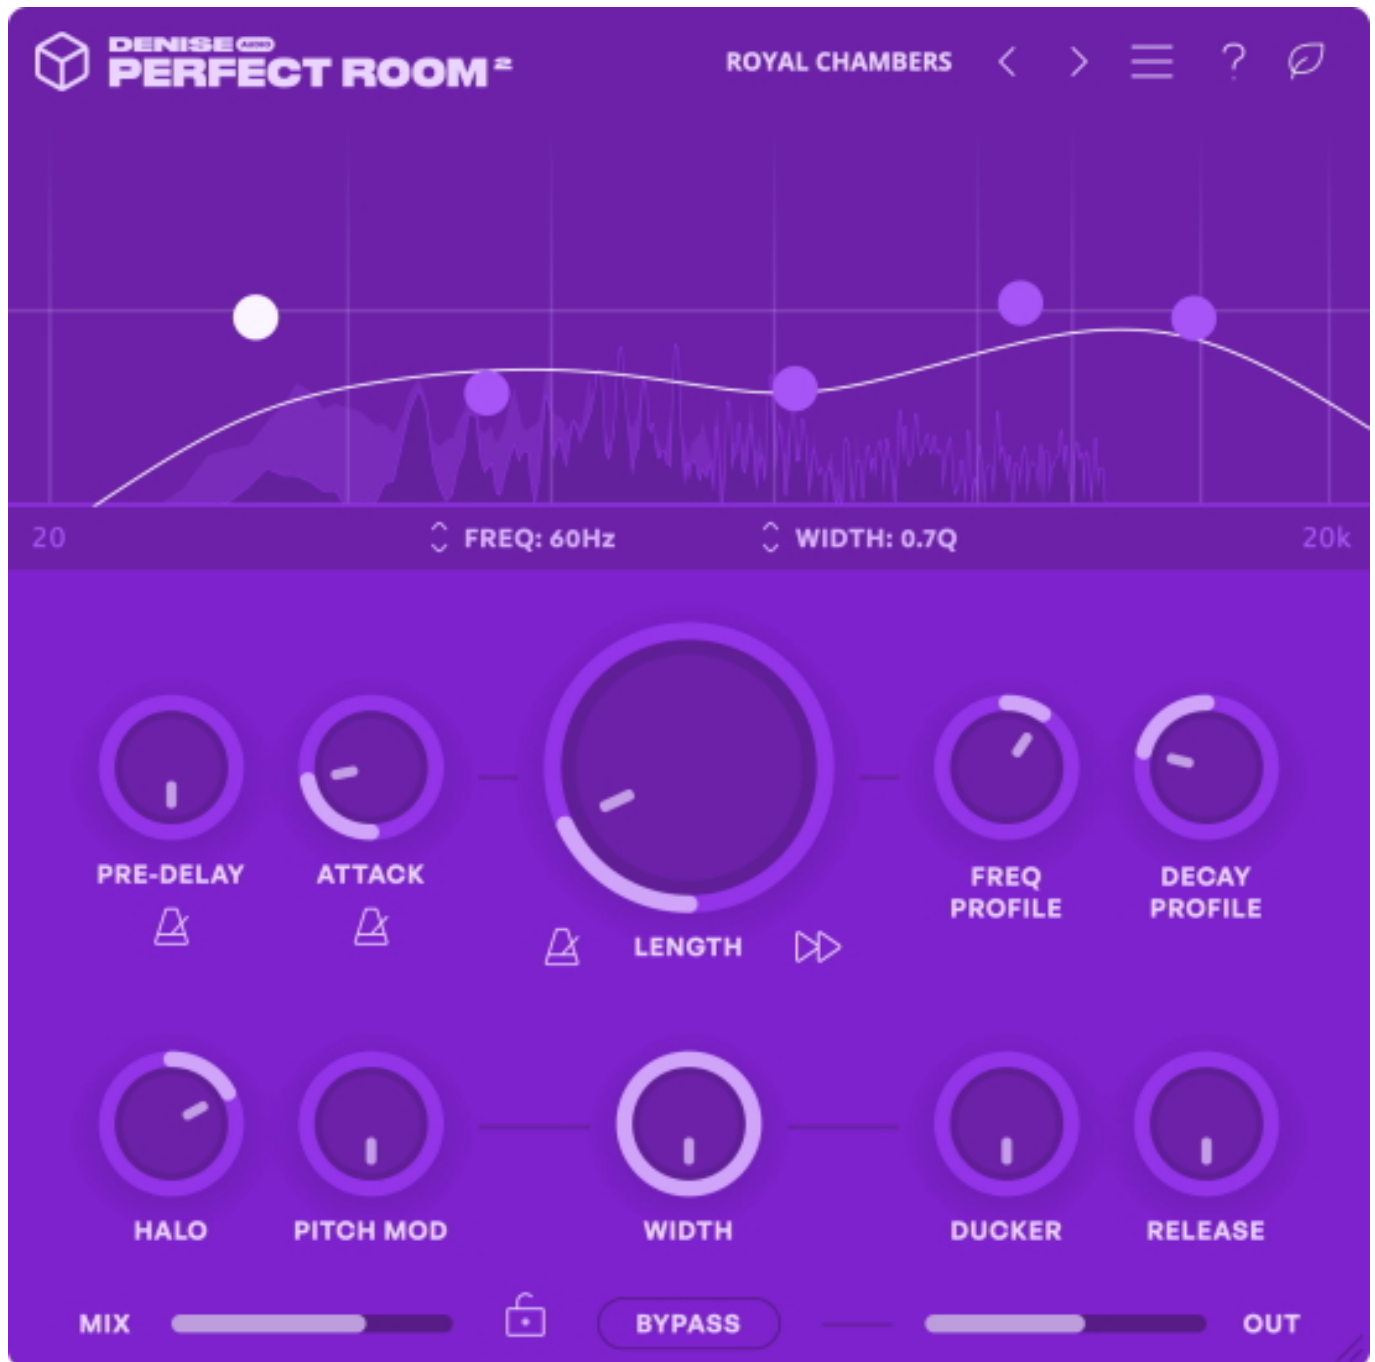 DENISE AUDIO
PERFECT ROOM²
ROYAL CHAMBERS
?
20
FREQ: 60Hz
WIDTH: 0.7Q
20k
PRE-DELAY
ATTACK
LENGTH
FREQ
PROFILE
DECAY
PROFILE
HALO
PITCH MOD
WIDTH
DUCKER
RELEASE
MIX
BYPASS
OUT